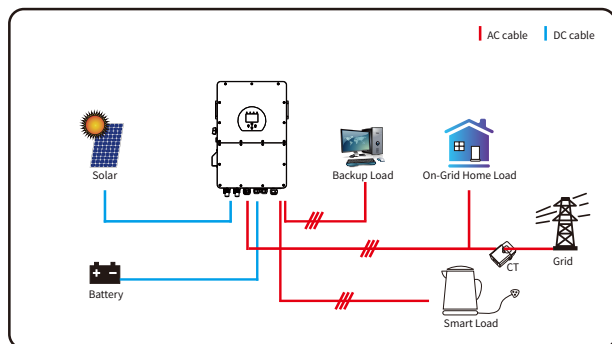 AC cable
DC cable
Solar
Backup Load
On-Grid Home Load
CT
Grid
Battery
Smart Load